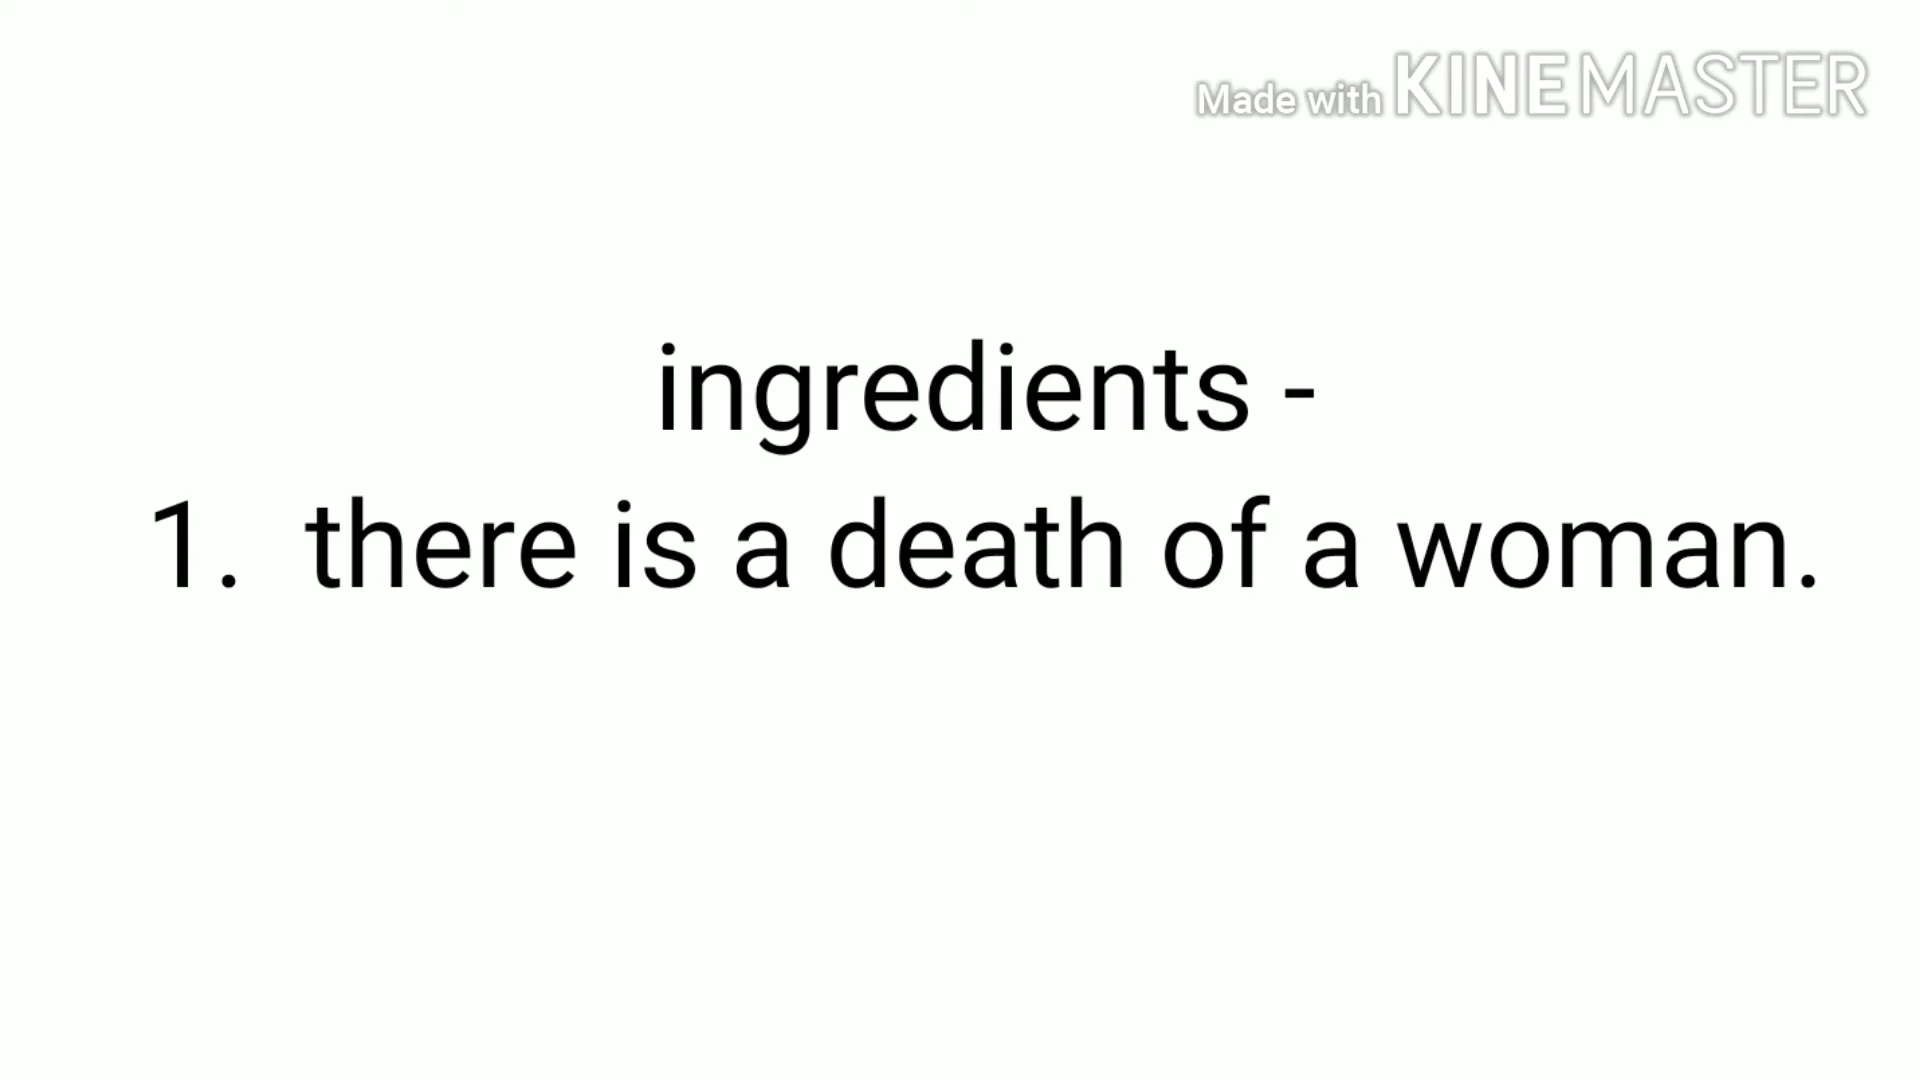 Made with KINEMASTER
ingredients -
1. there is a death of a woman.